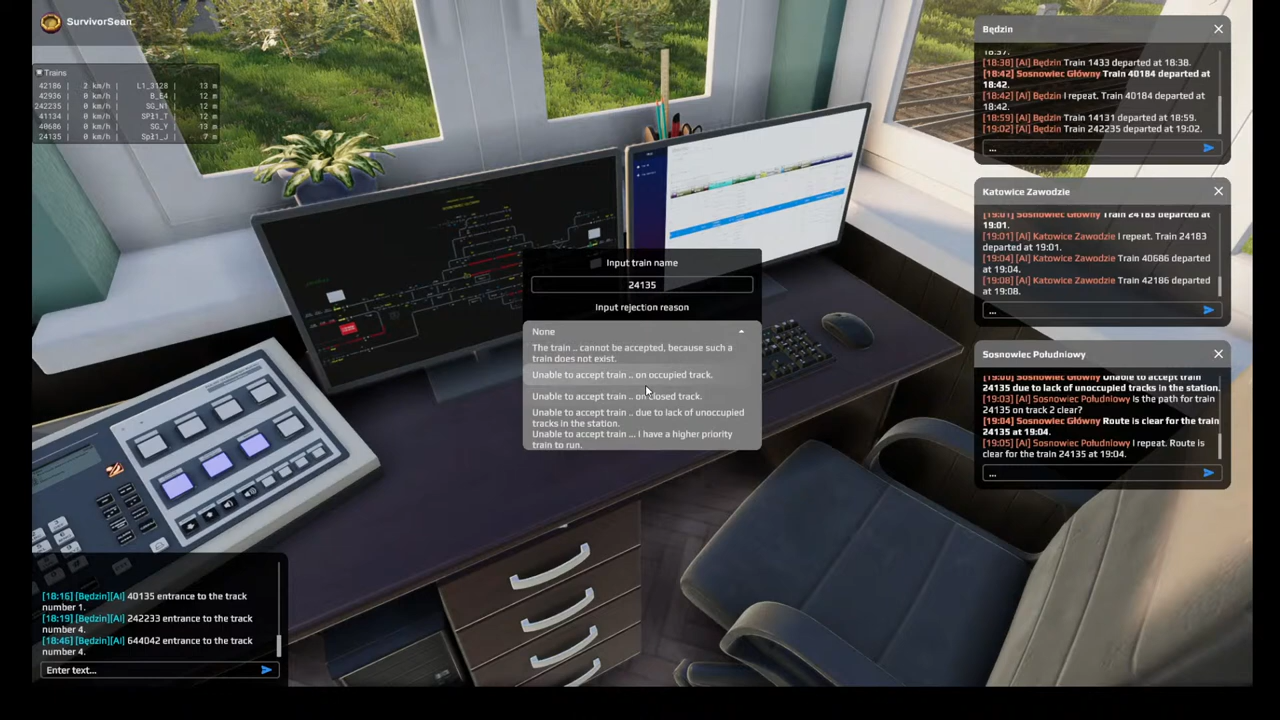 SurvivorSean
Trains
42186 | 2 km/h | L1_3128 | 13 m
42936 | 0 km/h | B_E4 | 12 m
242235 | 0 km/h | SG_N1 | 12 m
41134 | 0 km/h | SPŁ1_T | 12 m
40686 | 0 km/h | SG_Y | 13 m
24135 | 0 km/h | Spł1_J | 7 m
Input train name
24135
Input rejection reason
None
The train .. cannot be accepted, because such a
train does not exist.
Unable to accept train .. on occupied track.
Unable to accept train .. on closed track.
Unable to accept train .. due to lack of unoccupied
tracks in the station.
Unable to accept train ... I have a higher priority
train to run.
Będzin
18:37.
[18:38] [AI] Będzin Train 1433 departed at 18:38.
[18:42] Sosnowiec Główny Train 40184 departed at
18:42.
[18:42] [AI] Będzin I repeat. Train 40184 departed at
18:42.
[18:59] [AI] Będzin Train 14131 departed at 18:59.
[19:02] [AI] Będzin Train 242235 departed at 19:02.
...
Katowice Zawodzie
[19:01] Sosnowiec Główny Train 24183 departed at
19:01.
[19:01] [AI] Katowice Zawodzie I repeat. Train 24183
departed at 19:01.
[19:04] [AI] Katowice Zawodzie Train 40686 departed
at 19:04.
[19:08] [AI] Katowice Zawodzie Train 42186 departed
at 19:08.
...
Sosnowiec Południowy
[19:00] Sosnowiec Główny Unable to accept train
24135 due to lack of unoccupied tracks in the station.
[19:03] [AI] Sosnowiec Południowy Is the path for train
24135 on track 2 clear?
[19:04] Sosnowiec Główny Route is clear for the train
24135 at 19:04.
[19:05] [AI] Sosnowiec Południowy I repeat. Route is
clear for the train 24135 at 19:04.
...
[18:16] [Będzin][AI] 40135 entrance to the track
number 1.
[18:19] [Będzin][AI] 242233 entrance to the track
number 4.
[18:46] [Będzin][AI] 644042 entrance to the track
number 4.
Enter text...